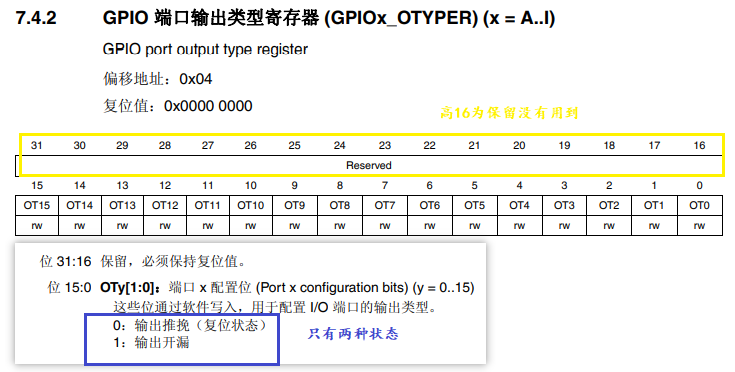 7.4.2 GPIO 端口输出类型寄存器 (GPIOx_OTYPER) (x = A..I)
GPIO port output type register
偏移地址：0x04
复位值：0x0000 0000
高16为保留没有用到
31 30 29 28 27 26 25 24 23 22 21 20 19 18 17 16
Reserved
15 14 13 12 11 10 9 8 7 6 5 4 3 2 1 0
OT15 OT14 OT13 OT12 OT11 OT10 OT9 OT8 OT7 OT6 OT5 OT4 OT3 OT2 OT1 OT0
rw rw rw rw rw rw rw rw rw rw rw rw rw rw rw rw
位 31:16 保留，必须保持复位值。
位 15:0 OTy[1:0]：端口 x 配置位 (Port x configuration bits) (y = 0..15)
这些位通过软件写入，用于配置 I/O 端口的输出类型。
0：输出推挽（复位状态）
1：输出开漏
只有两种状态